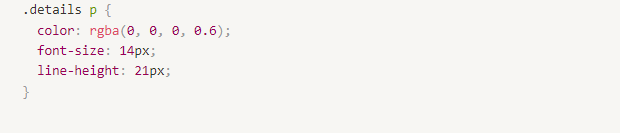 .details p {
  color: rgba(0, 0, 0, 0.6);
  font-size: 14px;
  line-height: 21px;
}